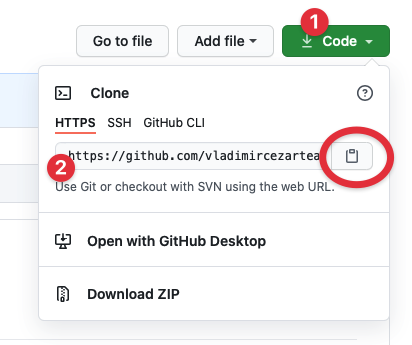 Go to file
Add file
1
Code
Clone
HTTPS SSH GitHub CLI
https://github.com/vladimircezartea
2
Use Git or checkout with SVN using the web URL.
Open with GitHub Desktop
Download ZIP